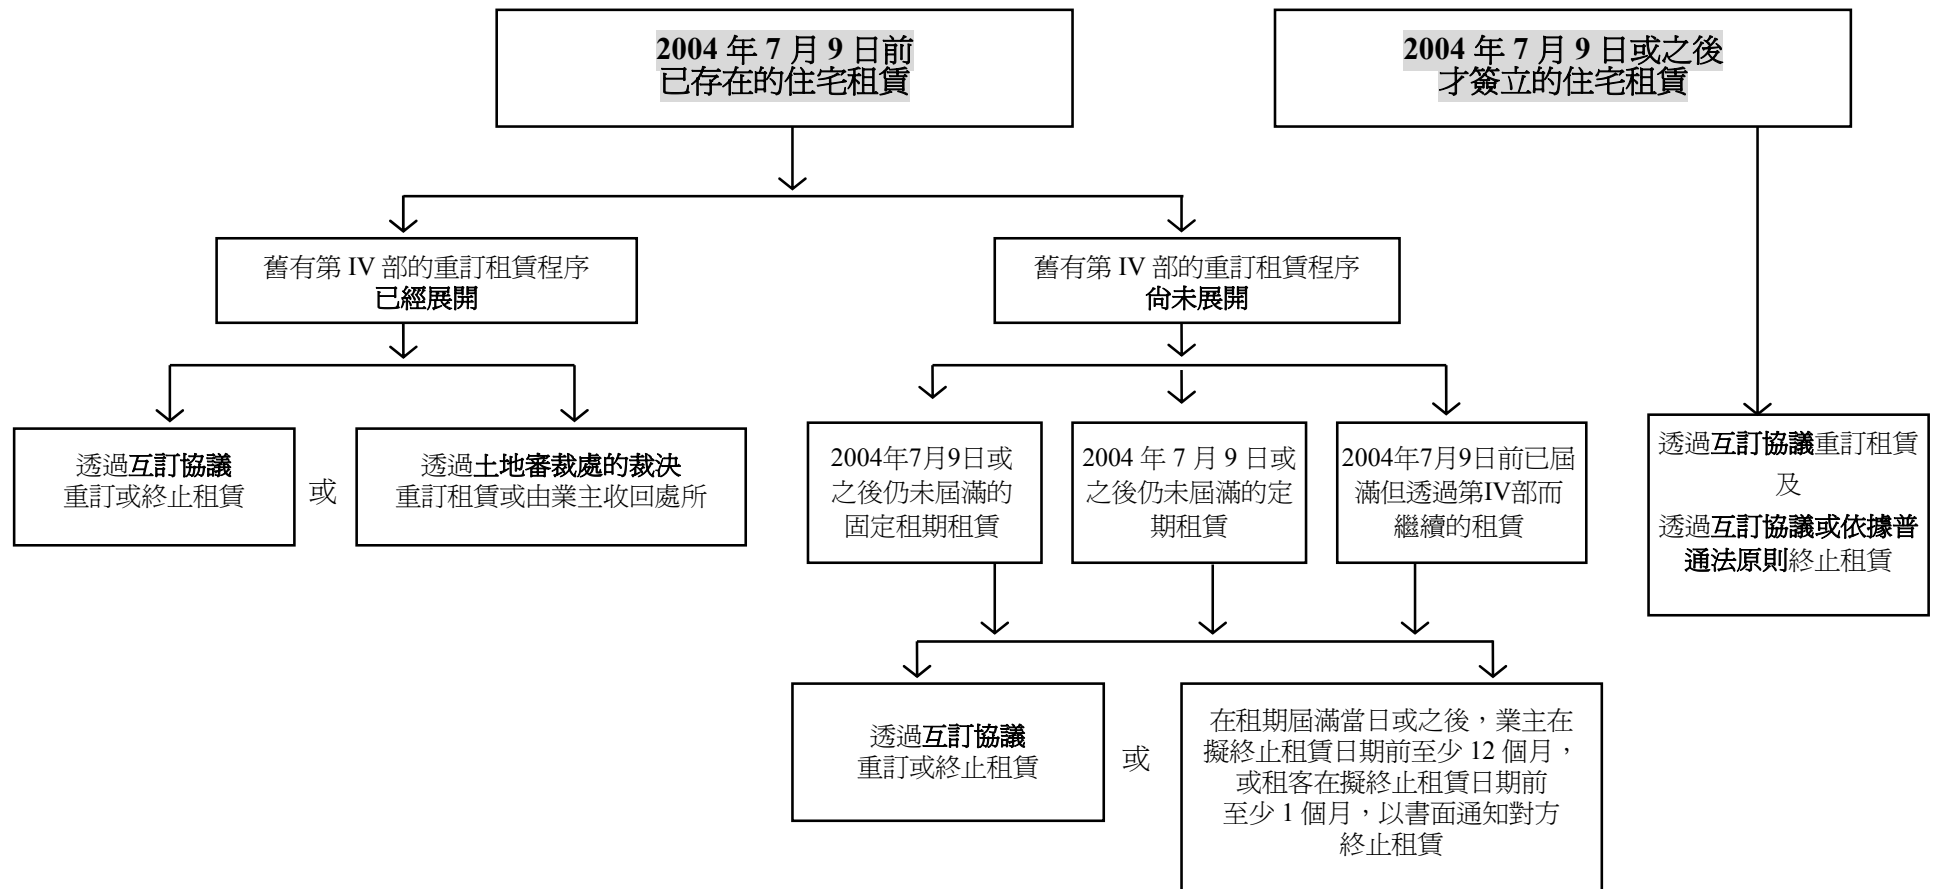 2004 年 7 月 9 日前
已存在的住宅租賃
2004 年 7 月 9 日或之後
才簽立的住宅租賃
舊有第 IV 部的重訂租賃程序
已經展開
舊有第 IV 部的重訂租賃程序
尚未展開
透過互訂協議
重訂或終止租賃
或
透過土地審裁處的裁決
重訂租賃或由業主收回處所
2004年7月9日或
之後仍未屆滿的
固定租期租賃
2004 年 7 月 9 日或
之後仍未屆滿的定
期租賃
2004年7月9日前已屆
滿但透過第IV部而
繼續的租賃
透過互訂協議重訂租賃
及
透過互訂協議或依據普
通法原則終止租賃
透過互訂協議
重訂或終止租賃
或
在租期屆滿當日或之後，業主在
擬終止租賃日期前至少 12 個月，
或租客在擬終止租賃日期前
至少 1 個月，以書面通知對方
終止租賃